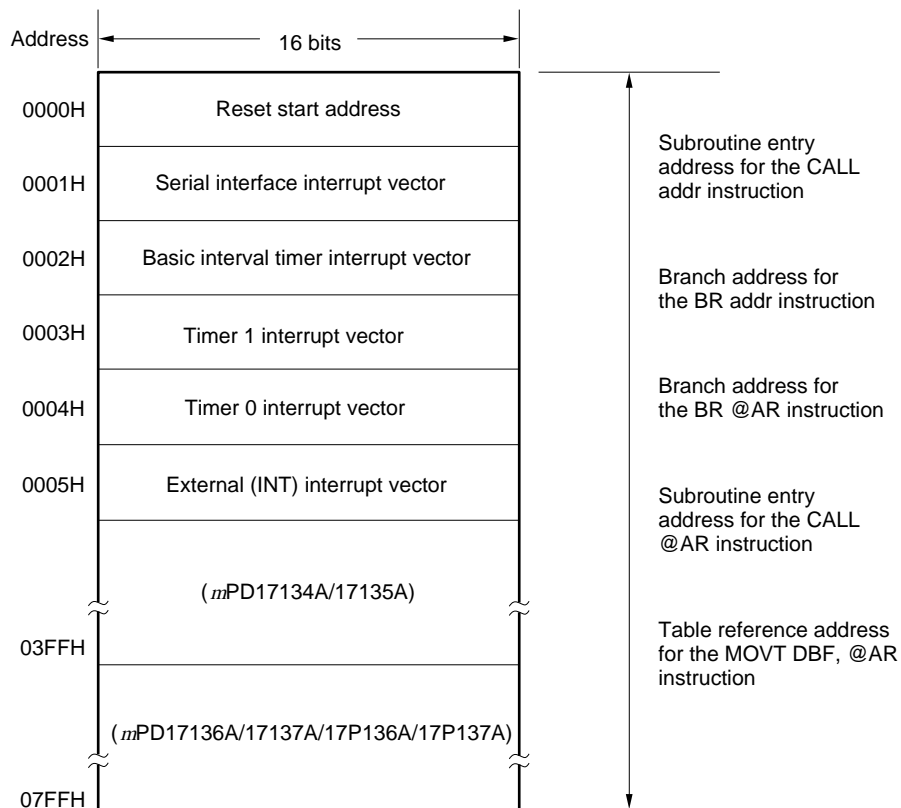 Address
16 bits
0000H
Reset start address
0001H
Serial interface interrupt vector
0002H
Basic interval timer interrupt vector
0003H
Timer 1 interrupt vector
0004H
Timer 0 interrupt vector
0005H
External (INT) interrupt vector
(mPD17134A/17135A)
03FFH
(mPD17136A/17137A/17P136A/17P137A)
07FFH
Subroutine entry
address for the CALL
addr instruction
Branch address for
the BR addr instruction
Branch address for
the BR @AR instruction
Subroutine entry
address for the CALL
@AR instruction
Table reference address
for the MOVT DBF, @AR
instruction